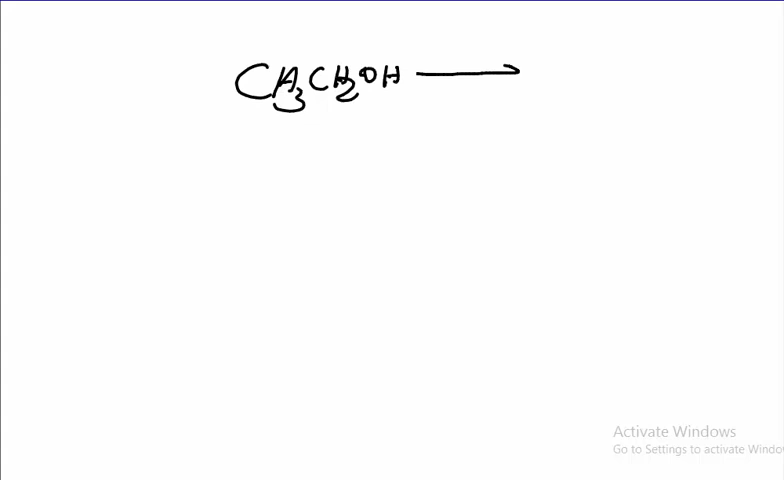 CH₃CH₂OH ⟶
Activate Windows
Go to Settings to activate Windo